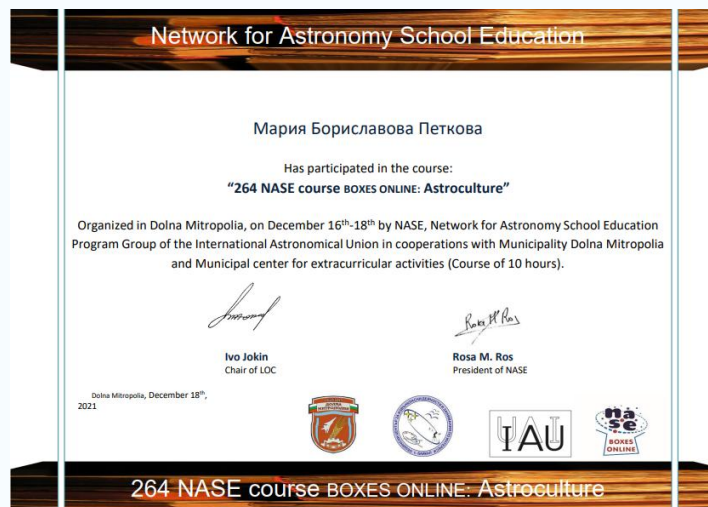 Network for Astronomy School Education
Мария Бориславова Петкова
Has participated in the course:
“264 NASE course BOXES ONLINE: Astroculture”
Organized in Dolna Mitropolia, on December 16th-18th by NASE, Network for Astronomy School Education
Program Group of the International Astronomical Union in cooperations with Municipality Dolna Mitropolia
and Municipal center for extracurricular activities (Course of 10 hours).
Ivo Jokin
Chair of LOC
Rosa M. Ros
President of NASE
Dolna Mitropolia, December 18th,
2021
IAU
nase
BOXES
ONLINE
264 NASE course BOXES ONLINE: Astroculture